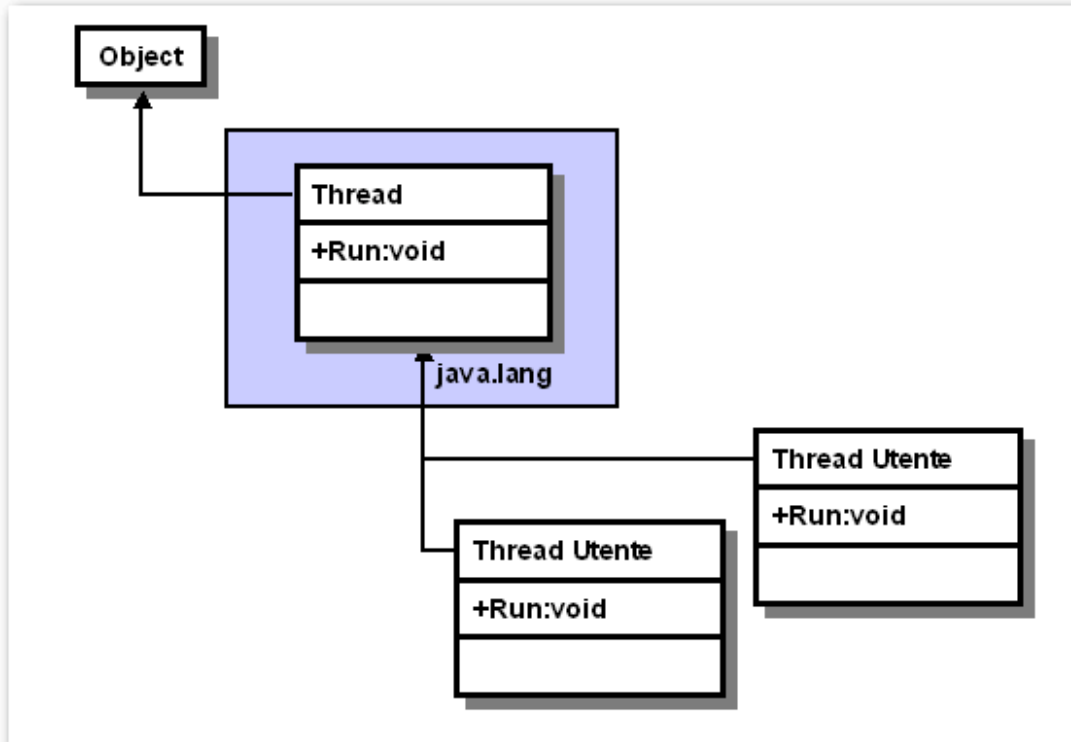 Object
Thread
+Run:void
java.lang
Thread Utente
+Run:void
Thread Utente
+Run:void